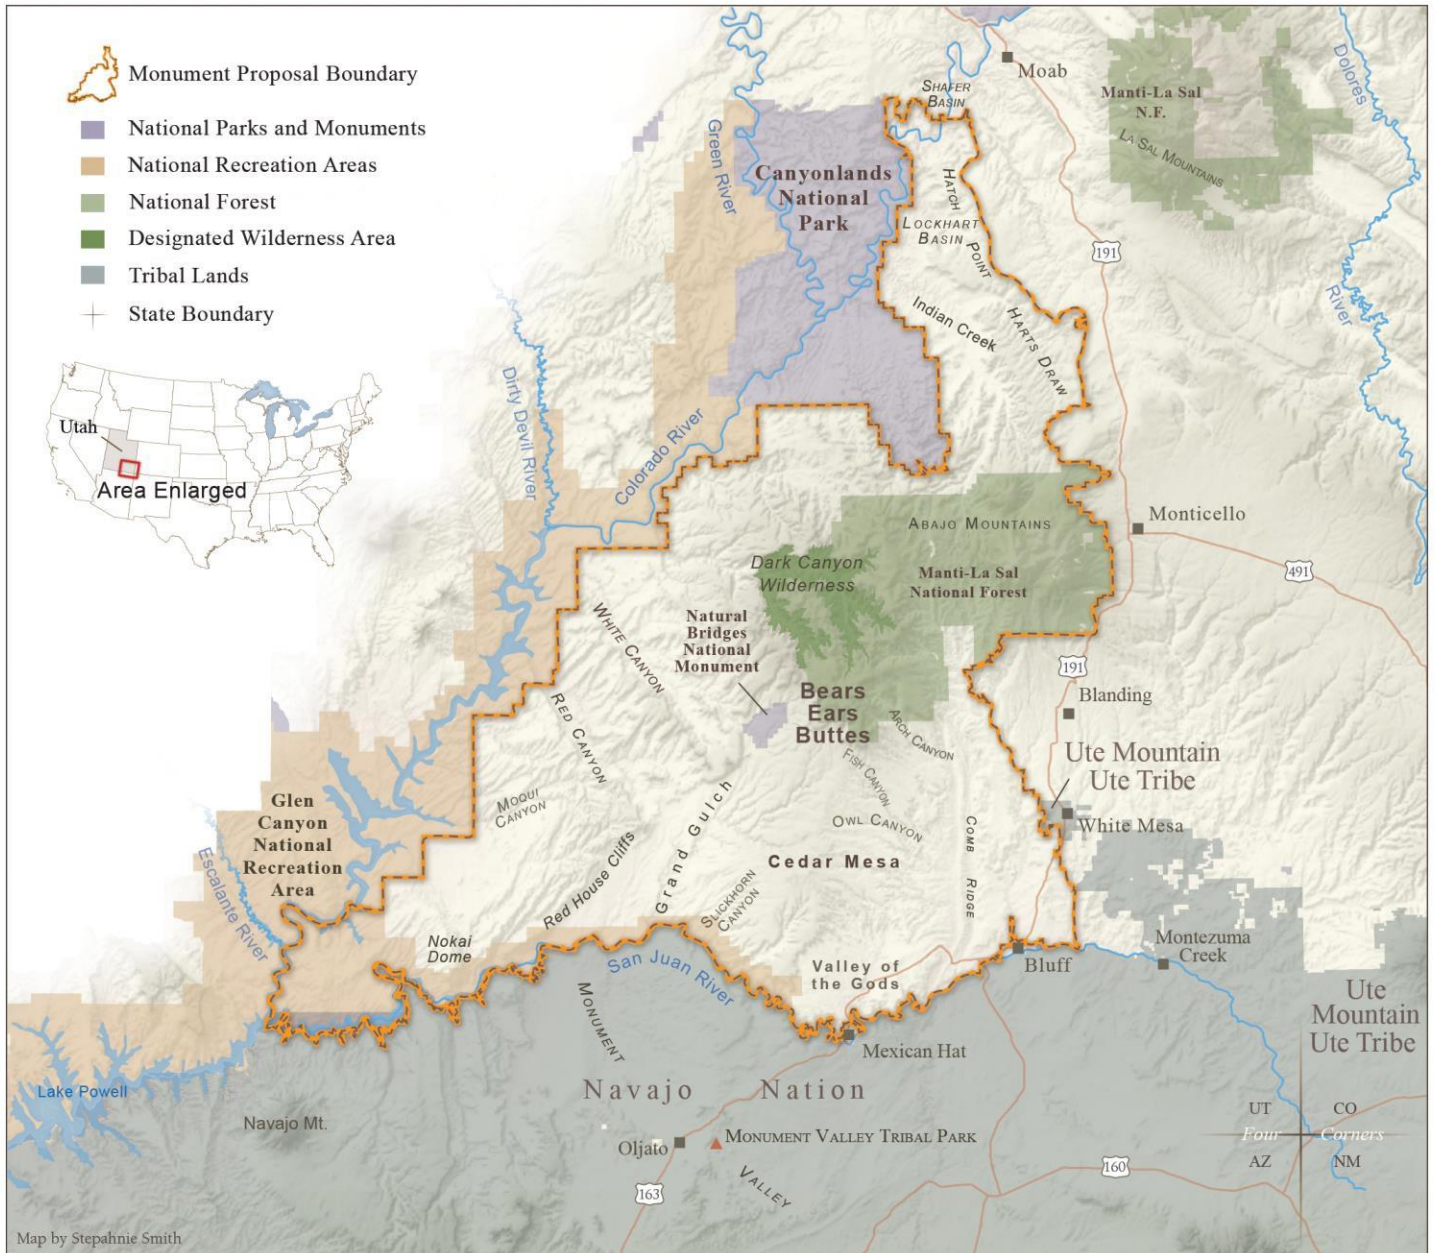 Monument Proposal Boundary
National Parks and Monuments
National Recreation Areas
National Forest
Designated Wilderness Area
Tribal Lands
State Boundary
Utah
Area Enlarged
Moab
SHAFER
BASIN
Manti-La Sal
N.F.
LA SAL MOUNTAINS
Dolores
River
Green River
Canyonlands
National
Park
HATCH
POINT
LOCKHART
BASIN
191
Indian Creek
HARTS DRAW
Dirty Devil River
Colorado River
ABAJO MOUNTAINS
Monticello
491
Dark Canyon
Wilderness
Manti-La Sal
National Forest
Natural
Bridges
National
Monument
WHITE CANYON
RED CANYON
Bears
Ears
Buttes
191
Blanding
ARCH CANYON
FISH CANYON
Ute Mountain
Ute Tribe
MOQUI
CANYON
Glen
Canyon
National
Recreation
Area
Grand Gulch
OWL CANYON
COMB
RIDGE
White Mesa
Escalante River
Red House Cliffs
Cedar Mesa
SLICKHORN
CANYON
Nokai
Dome
San Juan River
Valley of
the Gods
Bluff
Montezuma
Creek
MONUMENT
VALLEY
Ute
Mountain
Ute Tribe
Mexican Hat
Lake Powell
Navajo Nation
Navajo Mt.
Oljato
MONUMENT VALLEY TRIBAL PARK
163
160
UT CO
Four Corners
AZ NM
Map by Stepahnie Smith